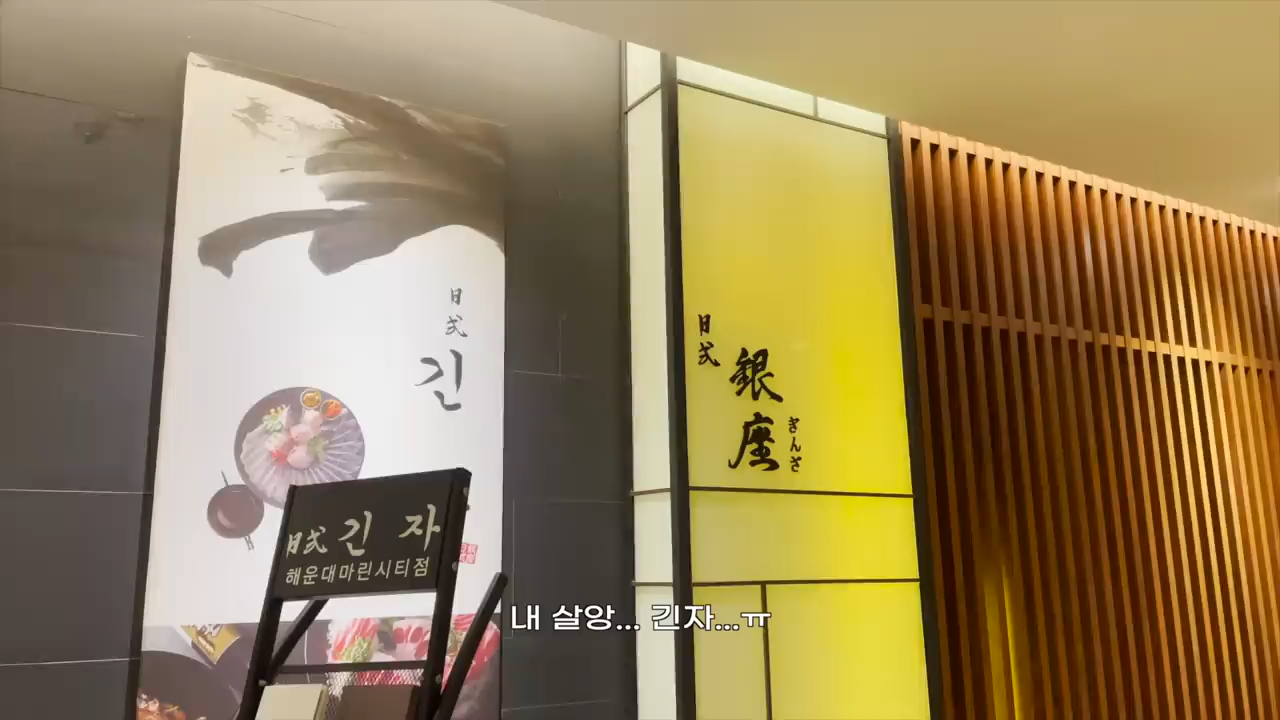 日式
긴
日式 긴 자
해운대마린시티점
日式
銀座
ぎんざ
내 살앙... 긴자...ㅠ